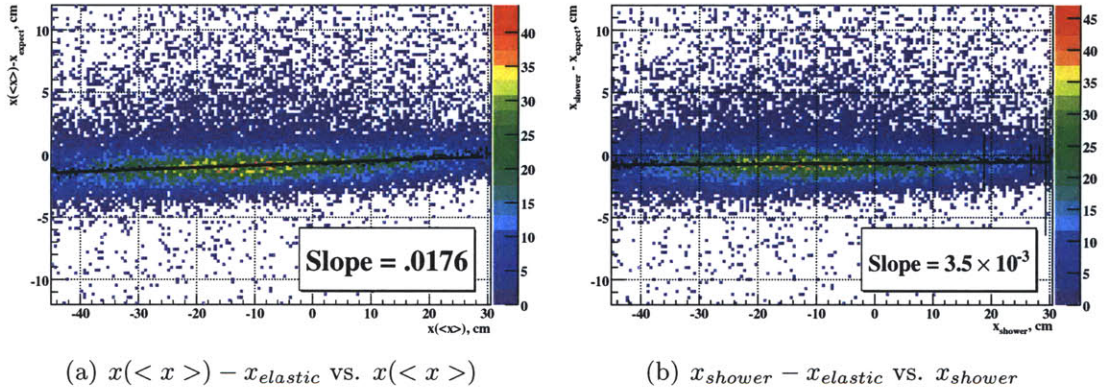 x(<x>)-x_expect, cm
10
5
0
-5
-10
-40 -30 -20 -10 0 10 20 30
x(<x>), cm
Slope = .0176
40
35
30
25
20
15
10
5
0
(a) x(< x >) − x_elastic vs. x(< x >)
x_shower - x_expect, cm
10
5
0
-5
-10
-40 -30 -20 -10 0 10 20 30
x_shower, cm
Slope = 3.5 × 10^-3
45
40
35
30
25
20
15
10
5
0
(b) x_shower − x_elastic vs. x_shower